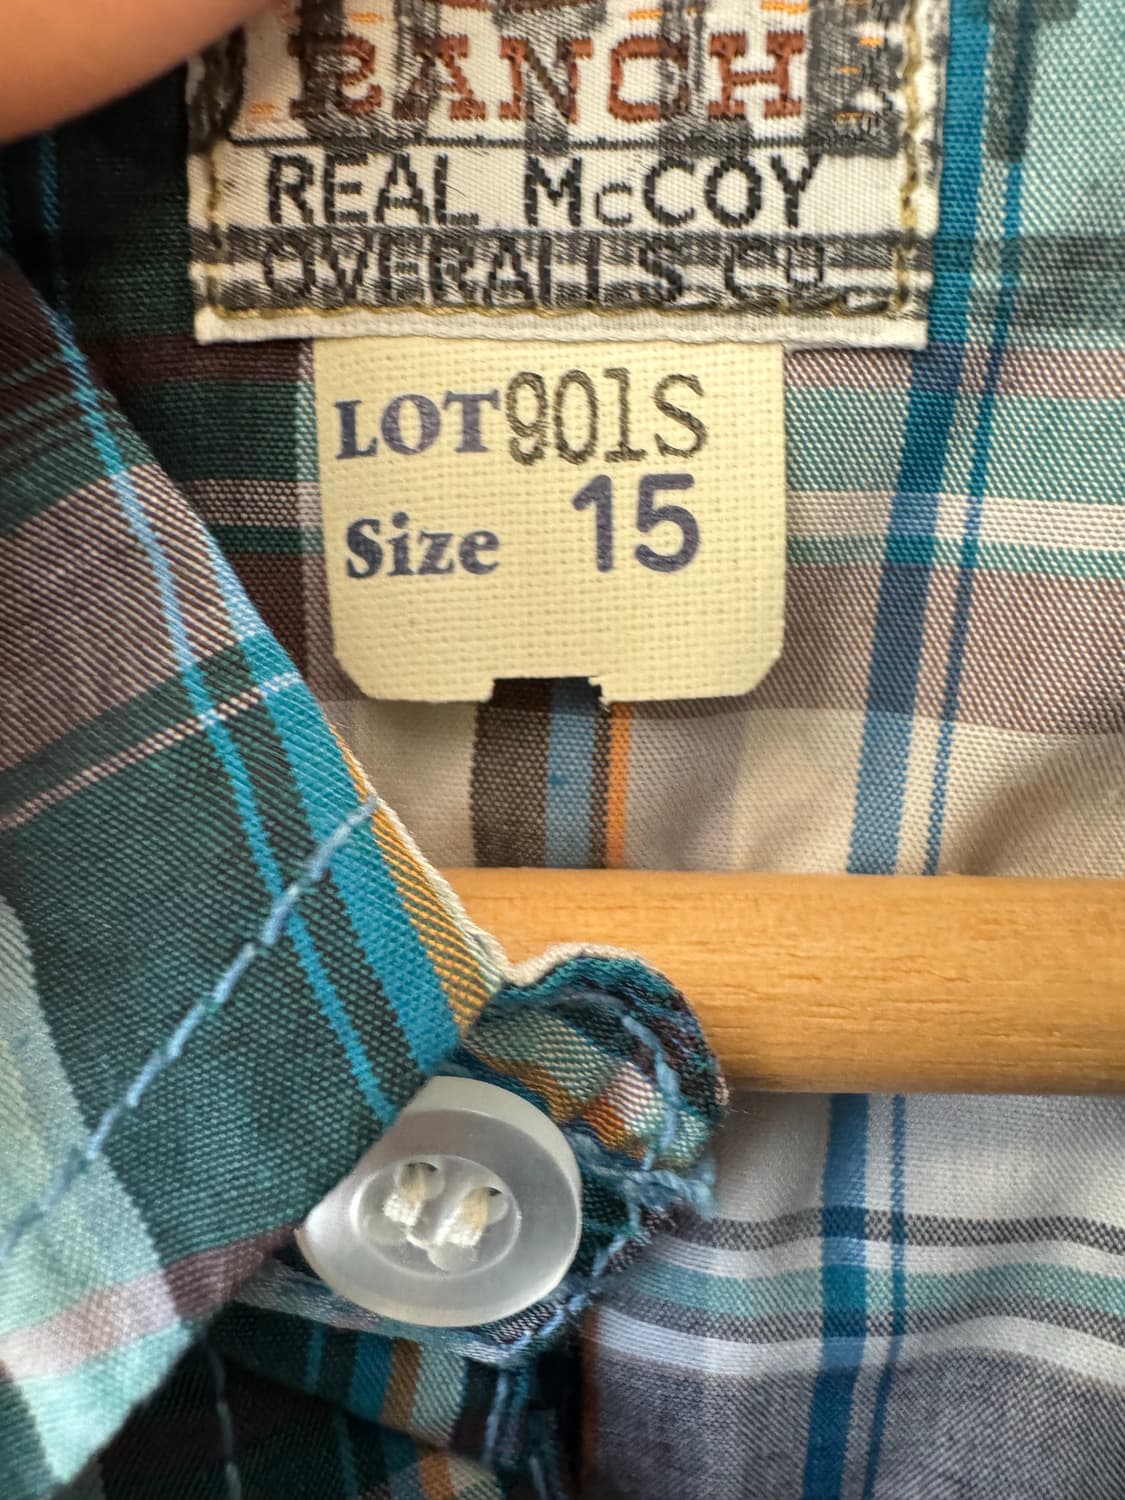 RANCH
REAL McCOY
OVERALLS CO.
LOT 901S
Size 15